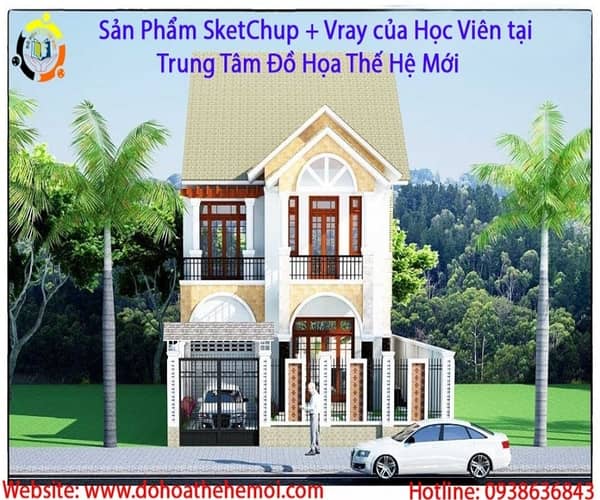 Sản Phẩm SketChup + Vray của Học Viên tại
Trung Tâm Đồ Họa Thế Hệ Mới
Website: www.dohoathehemoi.com Hotline: 0938636843